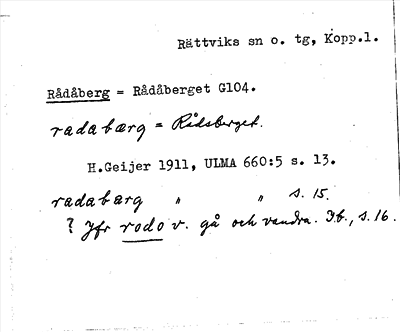 Rättviks sn o. tg, Kopp.l.
Rådåberg = Rådåberget G104.
radabærg = Rådsberget.
H.Geijer 1911, ULMA 660:5 s. 13.
radabærg " " s. 15.
? Jfr rodo v. gå och vandra. Ib., s.16.